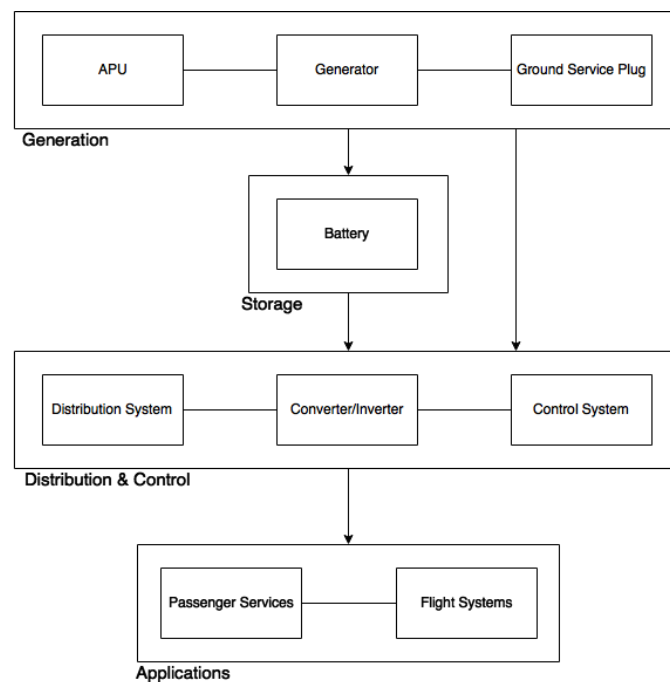 APU
Generator
Ground Service Plug
Generation
Battery
Storage
Distribution System
Converter/Inverter
Control System
Distribution & Control
Passenger Services
Flight Systems
Applications